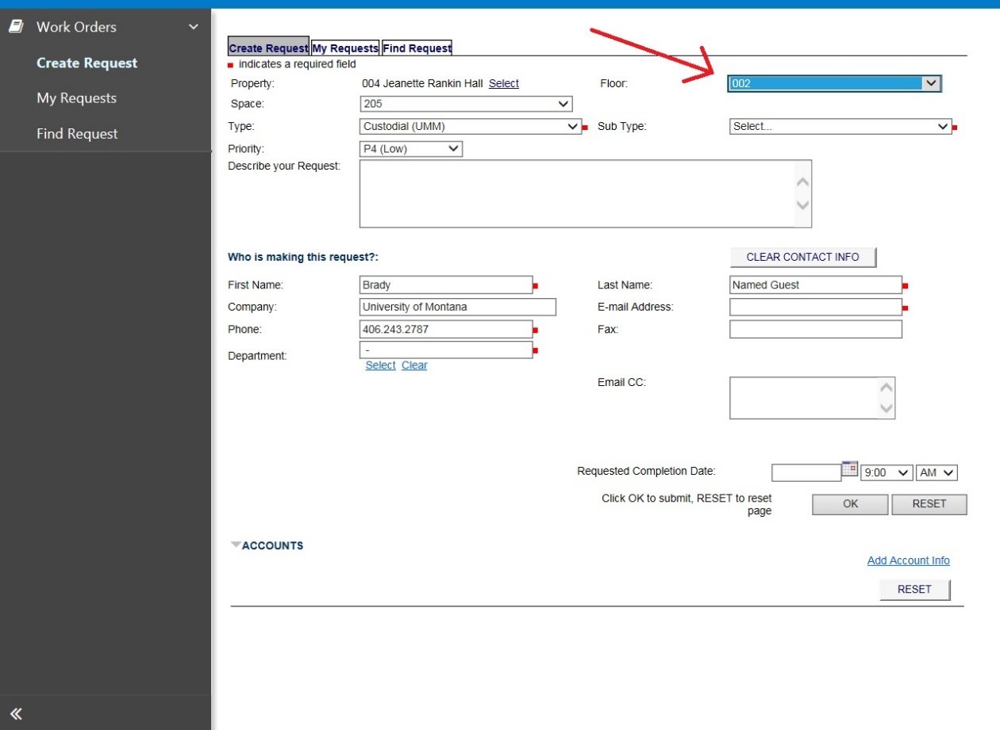 Work Orders
Create Request
My Requests
Find Request
Create Request My Requests Find Request
indicates a required field
Property: 004 Jeanette Rankin Hall Select Floor: 002
Space: 205
Type: Custodial (UMM) Sub Type: Select...
Priority: P4 (Low)
Describe your Request:
Who is making this request?: CLEAR CONTACT INFO
First Name: Brady Last Name: Named Guest
Company: University of Montana E-mail Address:
Phone: 406.243.2787 Fax:
Department: -
Select Clear
Email CC:
Requested Completion Date: 9:00 AM
Click OK to submit, RESET to reset
page
OK RESET
ACCOUNTS
Add Account Info
RESET